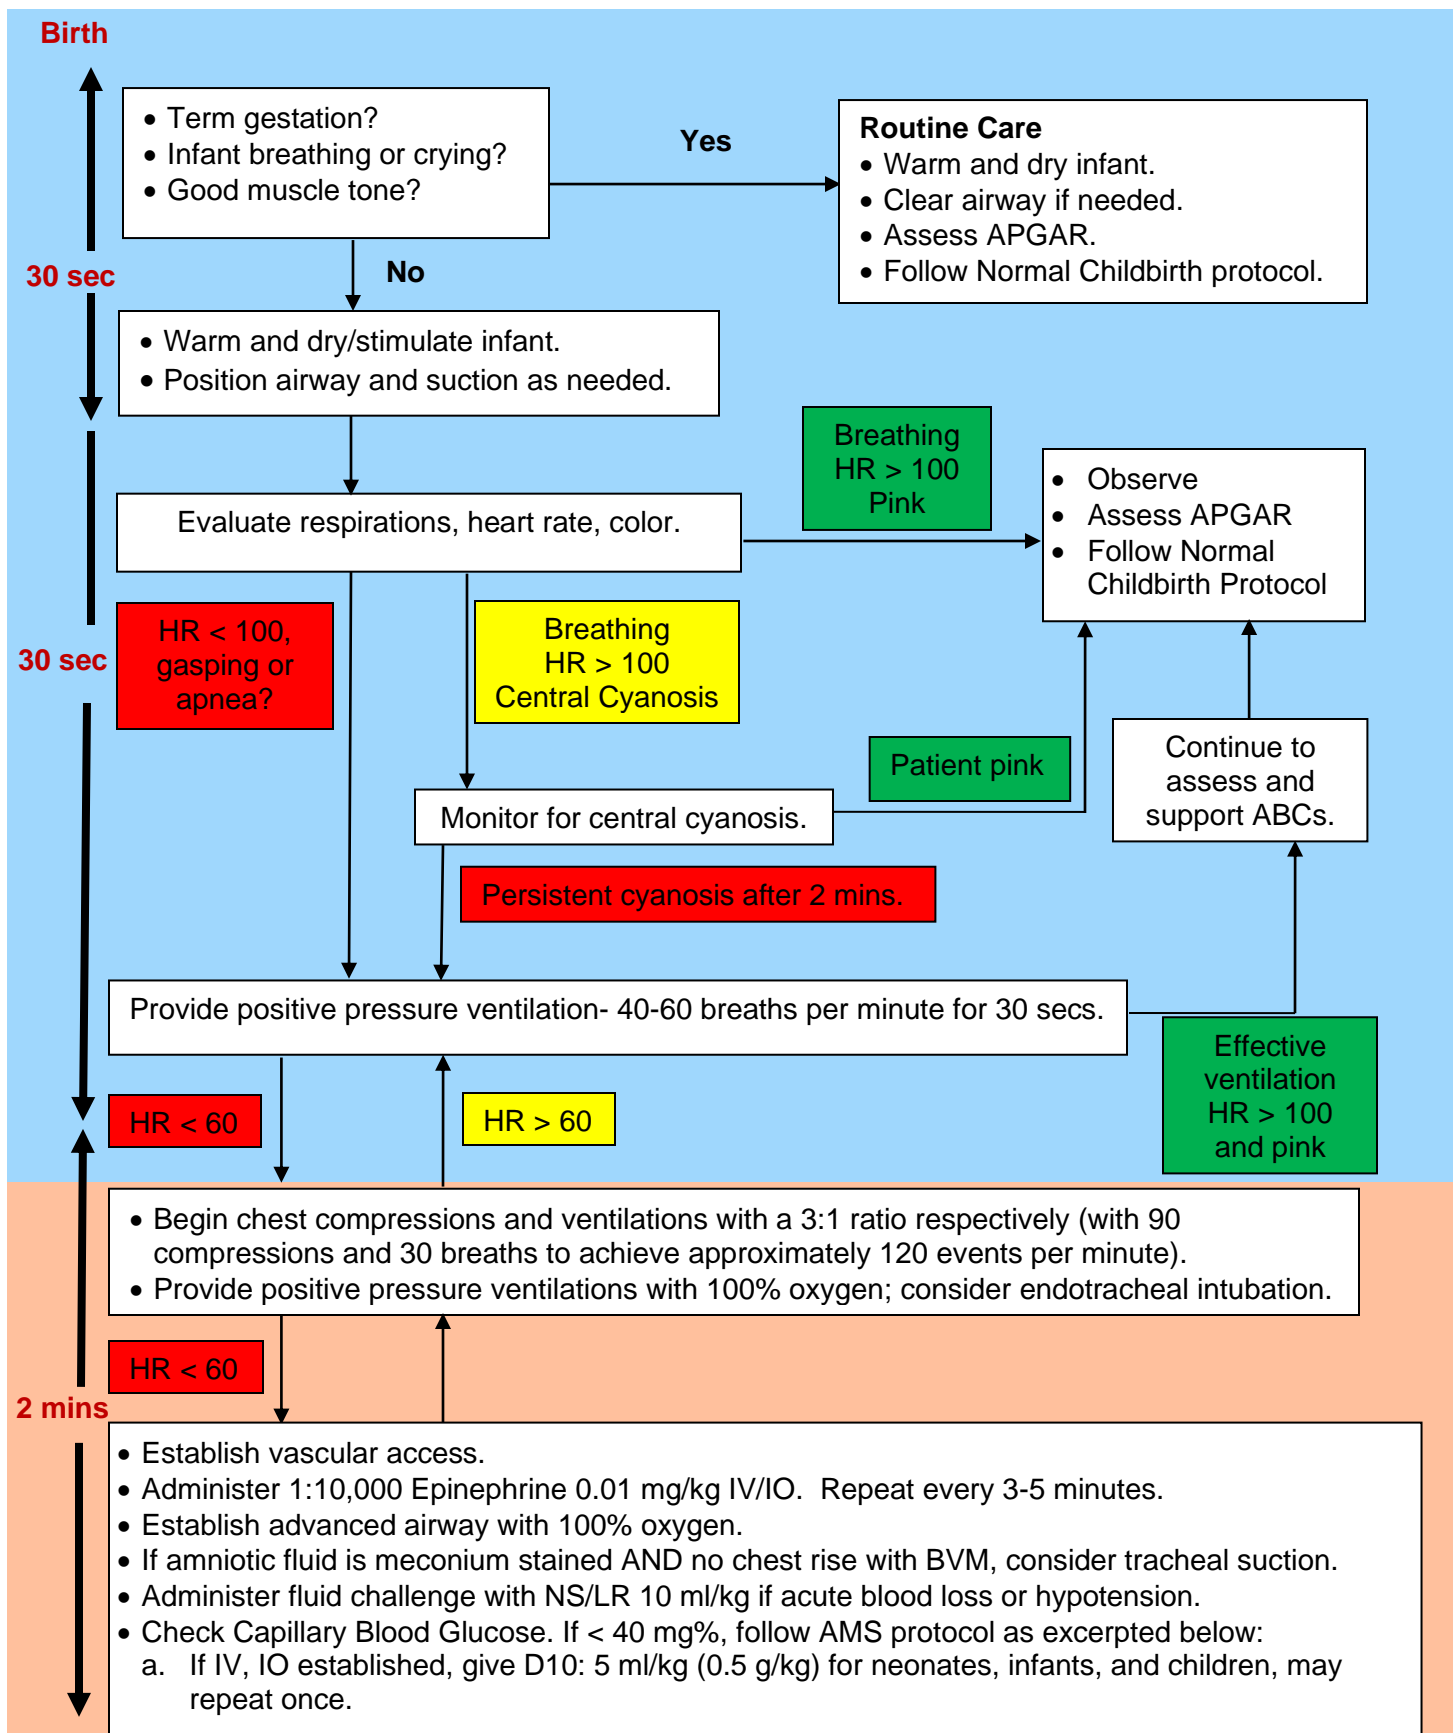 Birth
• Term gestation?
• Infant breathing or crying?
• Good muscle tone?
Yes
Routine Care
• Warm and dry infant.
• Clear airway if needed.
• Assess APGAR.
• Follow Normal Childbirth protocol.
30 sec
No
• Warm and dry/stimulate infant.
• Position airway and suction as needed.
Breathing
HR > 100
Pink
• Observe
• Assess APGAR
• Follow Normal
Childbirth Protocol
Evaluate respirations, heart rate, color.
30 sec
HR < 100,
gasping or
apnea?
Breathing
HR > 100
Central Cyanosis
Patient pink
Continue to
assess and
support ABCs.
Monitor for central cyanosis.
Persistent cyanosis after 2 mins.
Provide positive pressure ventilation- 40-60 breaths per minute for 30 secs.
Effective
ventilation
HR > 100
and pink
HR < 60
HR > 60
• Begin chest compressions and ventilations with a 3:1 ratio respectively (with 90
compressions and 30 breaths to achieve approximately 120 events per minute).
• Provide positive pressure ventilations with 100% oxygen; consider endotracheal intubation.
HR < 60
2 mins
• Establish vascular access.
• Administer 1:10,000 Epinephrine 0.01 mg/kg IV/IO.  Repeat every 3-5 minutes.
• Establish advanced airway with 100% oxygen.
• If amniotic fluid is meconium stained AND no chest rise with BVM, consider tracheal suction.
• Administer fluid challenge with NS/LR 10 ml/kg if acute blood loss or hypotension.
• Check Capillary Blood Glucose. If < 40 mg%, follow AMS protocol as excerpted below:
a. If IV, IO established, give D10: 5 ml/kg (0.5 g/kg) for neonates, infants, and children, may
repeat once.